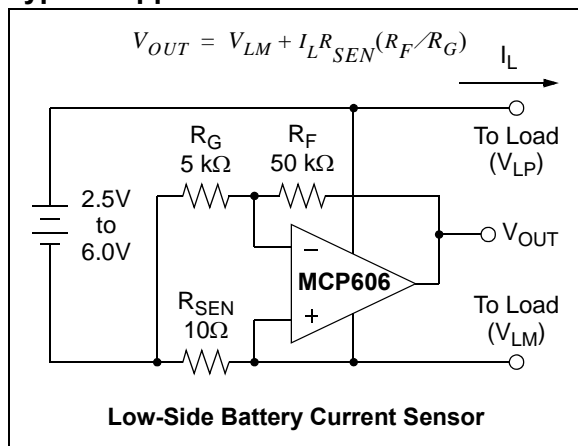 V_OUT = V_LM + I_L R_SEN (R_F/R_G)
I_L
R_G
5 kΩ
R_F
50 kΩ
To Load
(V_LP)
2.5V
to
6.0V
−
MCP606
+
V_OUT
R_SEN
10Ω
To Load
(V_LM)
Low-Side Battery Current Sensor